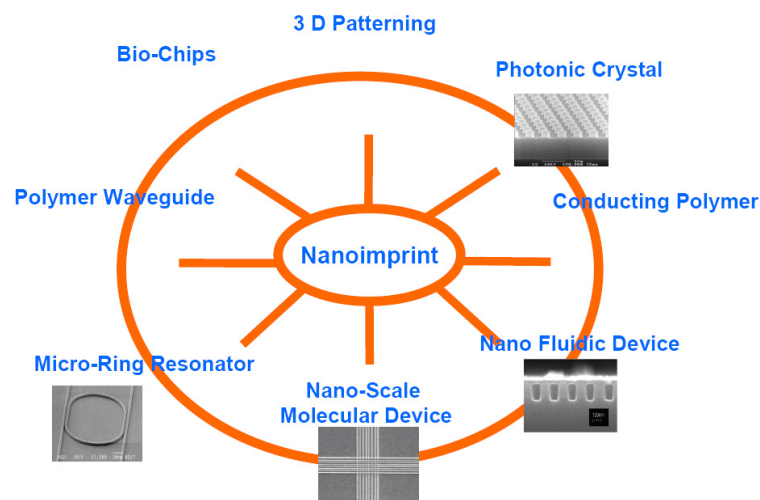 3 D Patterning
Bio-Chips
Photonic Crystal
Polymer Waveguide
Conducting Polymer
Nanoimprint
Micro-Ring Resonator
Nano Fluidic Device
Nano-Scale
Molecular Device
100nm